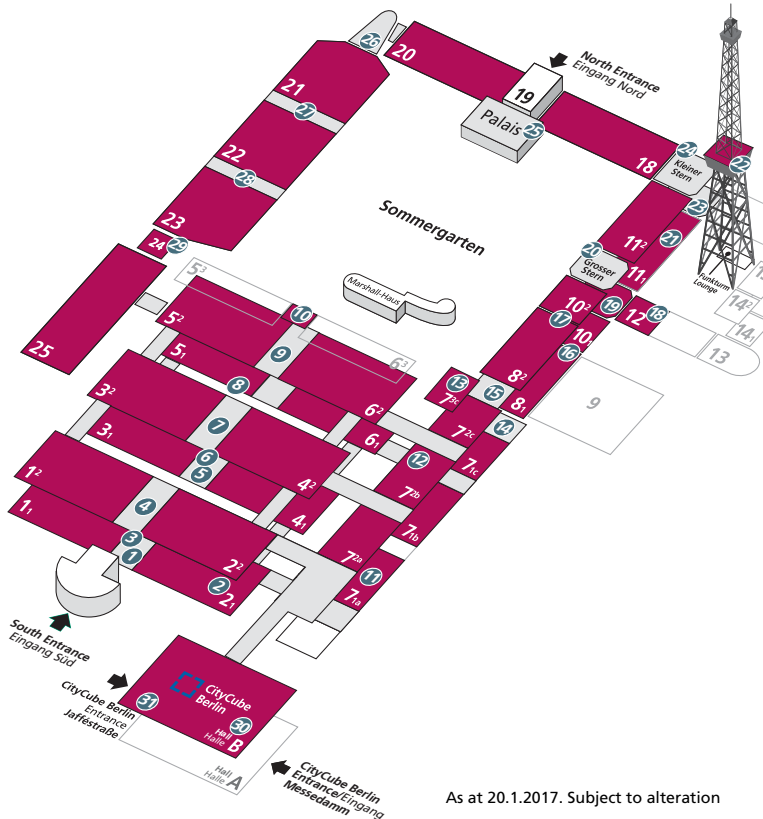 26
20
North Entrance
Eingang Nord
21
19
27
Palais
25
22
18
24
Kleiner
Stern
22
28
23
23
Sommergarten
11²
21
24
29
20
Grosser
Stern
11₁
Funkturm
Lounge
5³
Marshall-Haus
10²
19
12
18
14²
14₁
13
10
5²
17
10₁
16
25
5₁
9
6³
8²
8
13
7³ᶜ
15
8₁
9
3²
6²
7²ᶜ
14
7
6₁
3₁
6
12
7₁ᶜ
5
1²
4²
7²ᵇ
4
4₁
7₁ᵇ
1₁
3
7²ᵃ
1
2²
2
11
2₁
7₁ₐ
South Entrance
Eingang Süd
CityCube
Berlin
CityCube Berlin
Entrance
Jafféstraße
31
30
Hall
Halle B
Hall
Halle A
CityCube Berlin
Entrance/Eingang
Messedamm
As at 20.1.2017. Subject to alteration